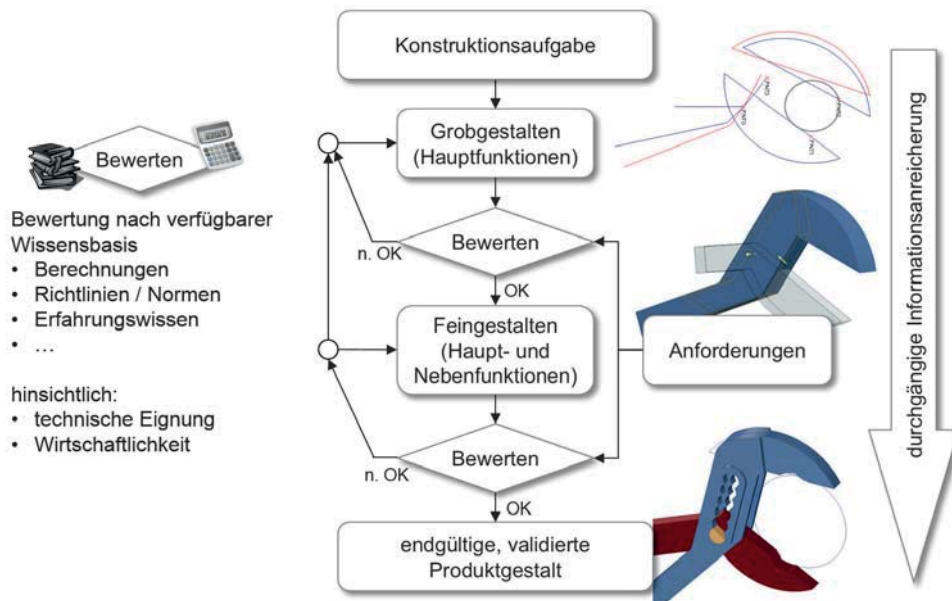 Konstruktionsaufgabe
Grobgestalten
(Hauptfunktionen)
Bewerten
n. OK
OK
Feingestalten
(Haupt- und
Nebenfunktionen)
Anforderungen
Bewerten
n. OK
OK
endgültige, validierte
Produktgestalt
Bewerten
Bewertung nach verfügbarer
Wissensbasis
• Berechnungen
• Richtlinien / Normen
• Erfahrungswissen
• …
hinsichtlich:
• technische Eignung
• Wirtschaftlichkeit
durchgängige Informationsanreicherung